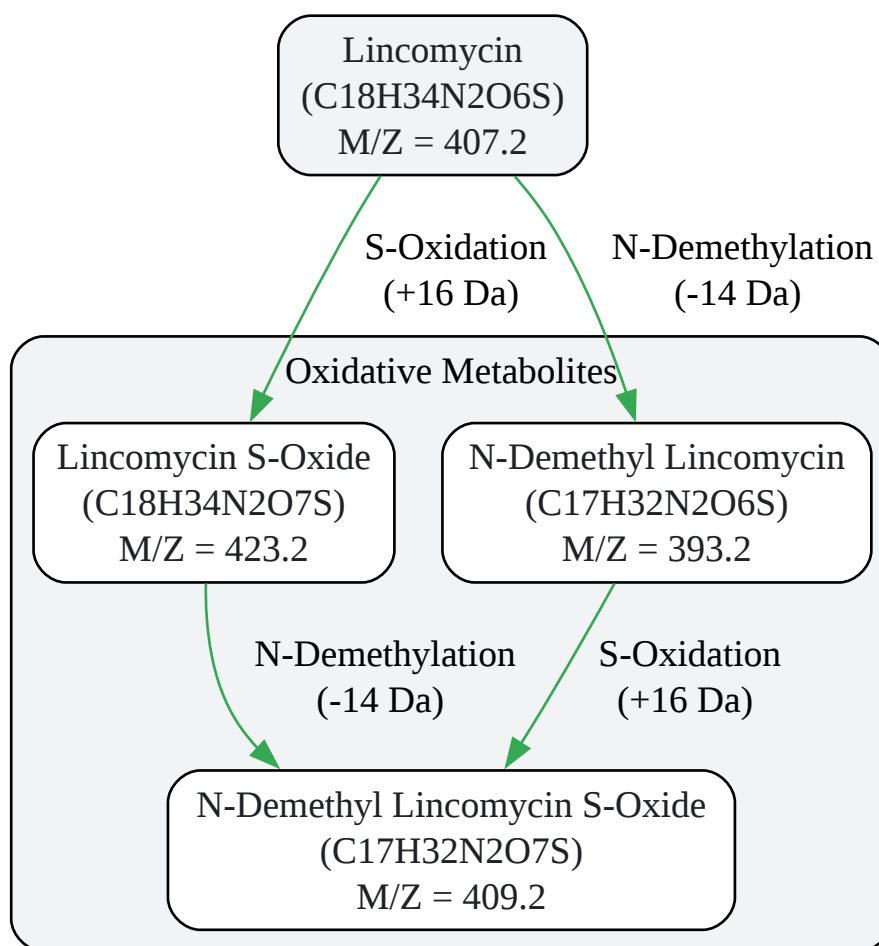 Lincomycin
(C18H34N2O6S)
M/Z = 407.2
S-Oxidation
(+16 Da)
N-Demethylation
(-14 Da)
Oxidative Metabolites
Lincomycin S-Oxide
(C18H34N2O7S)
M/Z = 423.2
N-Demethyl Lincomycin
(C17H32N2O6S)
M/Z = 393.2
N-Demethylation
(-14 Da)
S-Oxidation
(+16 Da)
N-Demethyl Lincomycin S-Oxide
(C17H32N2O7S)
M/Z = 409.2